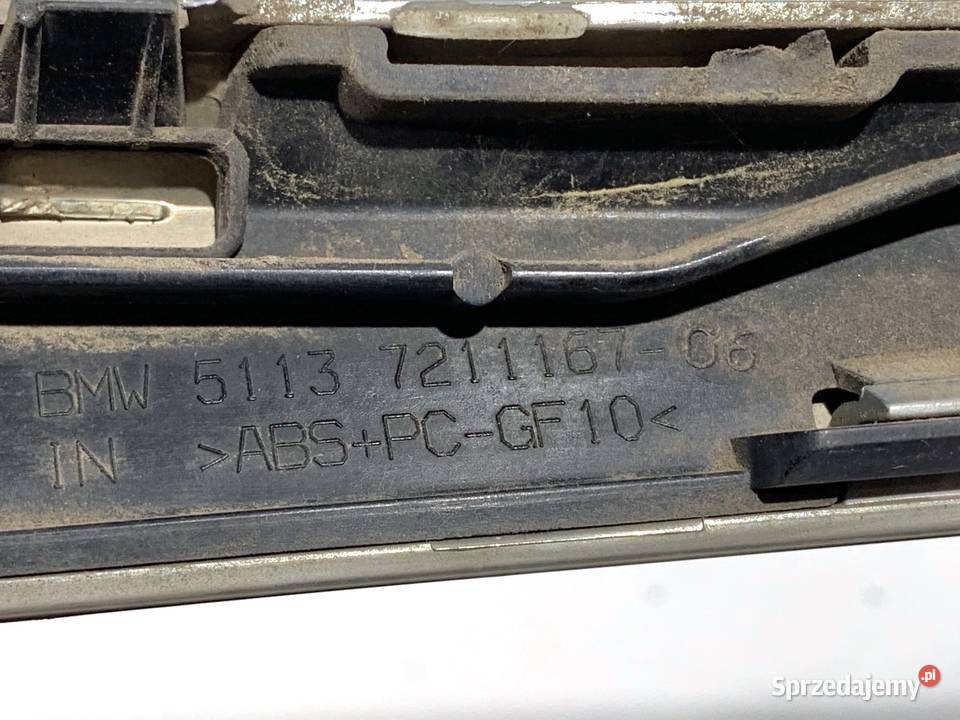 BMW 5113 7211167-06
IN >ABS+PC-GF10<
Sprzedajemy.pl